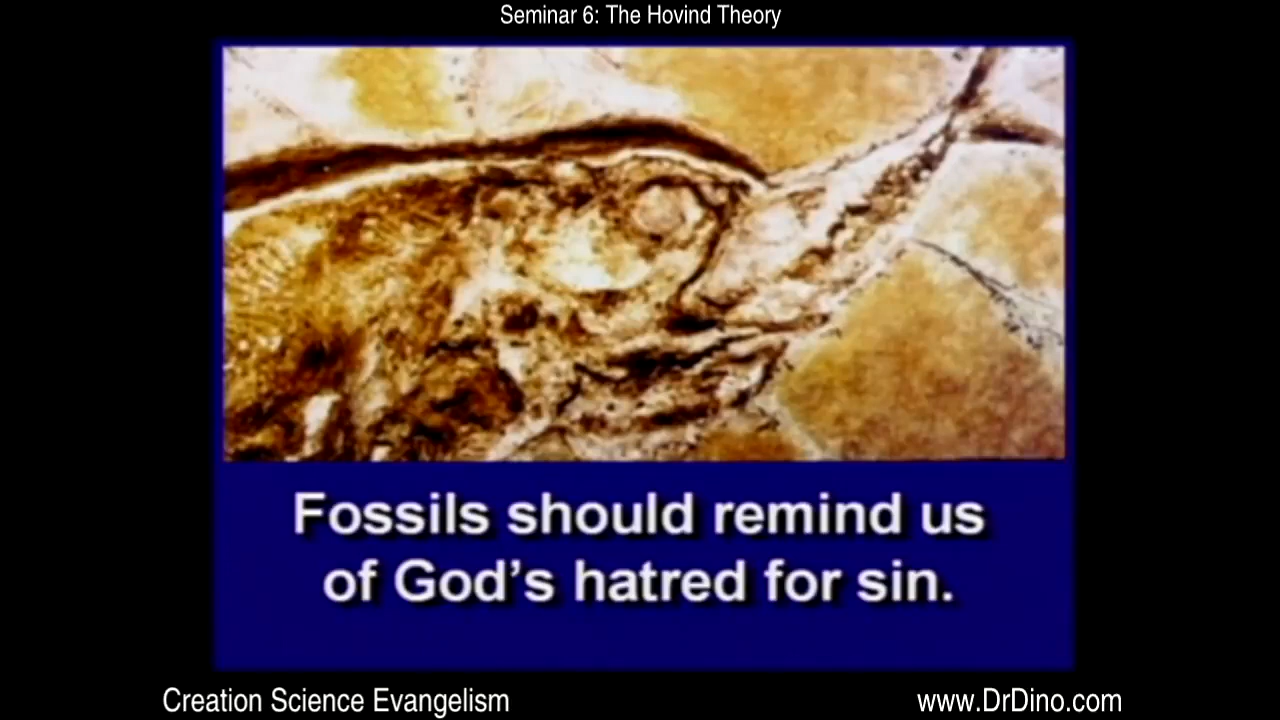 Seminar 6: The Hovind Theory
Fossils should remind us
of God's hatred for sin.
Creation Science Evangelism
www.DrDino.com